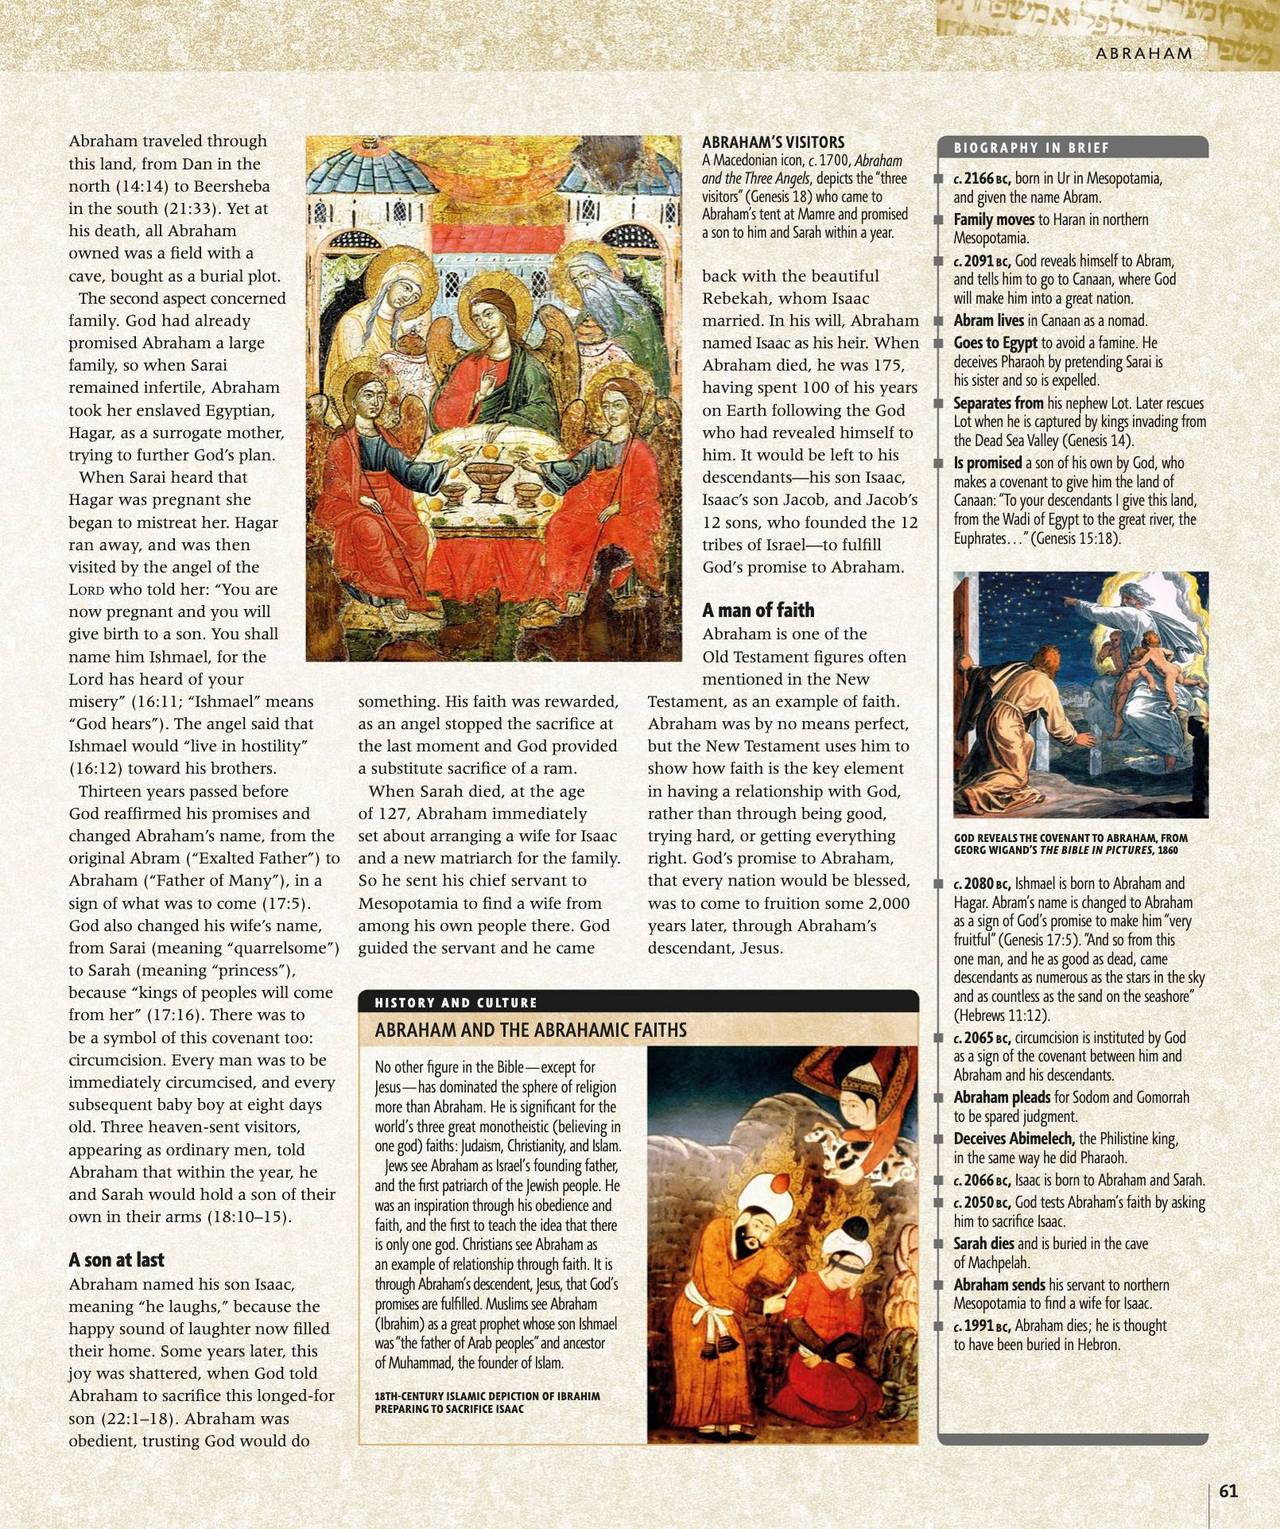 ABRAHAM
Abraham traveled through
this land, from Dan in the
north (14:14) to Beersheba
in the south (21:33). Yet at
his death, all Abraham
owned was a field with a
cave, bought as a burial plot.
The second aspect concerned
family. God had already
promised Abraham a large
family, so when Sarai
remained infertile, Abraham
took her enslaved Egyptian,
Hagar, as a surrogate mother,
trying to further God’s plan.
When Sarai heard that
Hagar was pregnant she
began to mistreat her. Hagar
ran away, and was then
visited by the angel of the
LORD who told her: “You are
now pregnant and you will
give birth to a son. You shall
name him Ishmael, for the
Lord has heard of your
misery” (16:11; “Ishmael” means
“God hears”). The angel said that
Ishmael would “live in hostility”
(16:12) toward his brothers.
Thirteen years passed before
God reaffirmed his promises and
changed Abraham’s name, from the
original Abram (“Exalted Father”) to
Abraham (“Father of Many”), in a
sign of what was to come (17:5).
God also changed his wife’s name,
from Sarai (meaning “quarrelsome”)
to Sarah (meaning “princess”),
because “kings of peoples will come
from her” (17:16). There was to
be a symbol of this covenant too:
circumcision. Every man was to be
immediately circumcised, and every
subsequent baby boy at eight days
old. Three heaven-sent visitors,
appearing as ordinary men, told
Abraham that within the year, he
and Sarah would hold a son of their
own in their arms (18:10–15).
A son at last
Abraham named his son Isaac,
meaning “he laughs,” because the
happy sound of laughter now filled
their home. Some years later, this
joy was shattered, when God told
Abraham to sacrifice this longed-for
son (22:1–18). Abraham was
obedient, trusting God would do
something. His faith was rewarded,
as an angel stopped the sacrifice at
the last moment and God provided
a substitute sacrifice of a ram.
When Sarah died, at the age
of 127, Abraham immediately
set about arranging a wife for Isaac
and a new matriarch for the family.
So he sent his chief servant to
Mesopotamia to find a wife from
among his own people there. God
guided the servant and he came
ABRAHAM’S VISITORS
A Macedonian icon, c. 1700, Abraham
and the Three Angels, depicts the “three
visitors” (Genesis 18) who came to
Abraham’s tent at Mamre and promised
a son to him and Sarah within a year.
back with the beautiful
Rebekah, whom Isaac
married. In his will, Abraham
named Isaac as his heir. When
Abraham died, he was 175,
having spent 100 of his years
on Earth following the God
who had revealed himself to
him. It would be left to his
descendants—his son Isaac,
Isaac’s son Jacob, and Jacob’s
12 sons, who founded the 12
tribes of Israel—to fulfill
God’s promise to Abraham.
A man of faith
Abraham is one of the
Old Testament figures often
mentioned in the New
Testament, as an example of faith.
Abraham was by no means perfect,
but the New Testament uses him to
show how faith is the key element
in having a relationship with God,
rather than through being good,
trying hard, or getting everything
right. God’s promise to Abraham,
that every nation would be blessed,
was to come to fruition some 2,000
years later, through Abraham’s
descendant, Jesus.
HISTORY AND CULTURE
ABRAHAM AND THE ABRAHAMIC FAITHS
No other figure in the Bible—except for
Jesus—has dominated the sphere of religion
more than Abraham. He is significant for the
world’s three great monotheistic (believing in
one god) faiths: Judaism, Christianity, and Islam.
Jews see Abraham as Israel’s founding father,
and the first patriarch of the Jewish people. He
was an inspiration through his obedience and
faith, and the first to teach the idea that there
is only one god. Christians see Abraham as
an example of relationship through faith. It is
through Abraham’s descendent, Jesus, that God’s
promises are fulfilled. Muslims see Abraham
(Ibrahim) as a great prophet whose son Ishmael
was “the father of Arab peoples” and ancestor
of Muhammad, the founder of Islam.
18TH-CENTURY ISLAMIC DEPICTION OF IBRAHIM
PREPARING TO SACRIFICE ISAAC
BIOGRAPHY IN BRIEF
c. 2166 BC, born in Ur in Mesopotamia,
and given the name Abram.
Family moves to Haran in northern
Mesopotamia.
c. 2091 BC, God reveals himself to Abram,
and tells him to go to Canaan, where God
will make him into a great nation.
Abram lives in Canaan as a nomad.
Goes to Egypt to avoid a famine. He
deceives Pharaoh by pretending Sarai is
his sister and so is expelled.
Separates from his nephew Lot. Later rescues
Lot when he is captured by kings invading from
the Dead Sea Valley (Genesis 14).
Is promised a son of his own by God, who
makes a covenant to give him the land of
Canaan: “To your descendants I give this land,
from the Wadi of Egypt to the great river, the
Euphrates…” (Genesis 15:18).
GOD REVEALS THE COVENANT TO ABRAHAM, FROM
GEORG WIGAND’S THE BIBLE IN PICTURES, 1860
c. 2080 BC, Ishmael is born to Abraham and
Hagar. Abram’s name is changed to Abraham
as a sign of God’s promise to make him “very
fruitful” (Genesis 17:5). “And so from this
one man, and he as good as dead, came
descendants as numerous as the stars in the sky
and as countless as the sand on the seashore”
(Hebrews 11:12).
c. 2065 BC, circumcision is instituted by God
as a sign of the covenant between him and
Abraham and his descendants.
Abraham pleads for Sodom and Gomorrah
to be spared judgment.
Deceives Abimelech, the Philistine king,
in the same way he did Pharaoh.
c. 2066 BC, Isaac is born to Abraham and Sarah.
c. 2050 BC, God tests Abraham’s faith by asking
him to sacrifice Isaac.
Sarah dies and is buried in the cave
of Machpelah.
Abraham sends his servant to northern
Mesopotamia to find a wife for Isaac.
c. 1991 BC, Abraham dies; he is thought
to have been buried in Hebron.
61